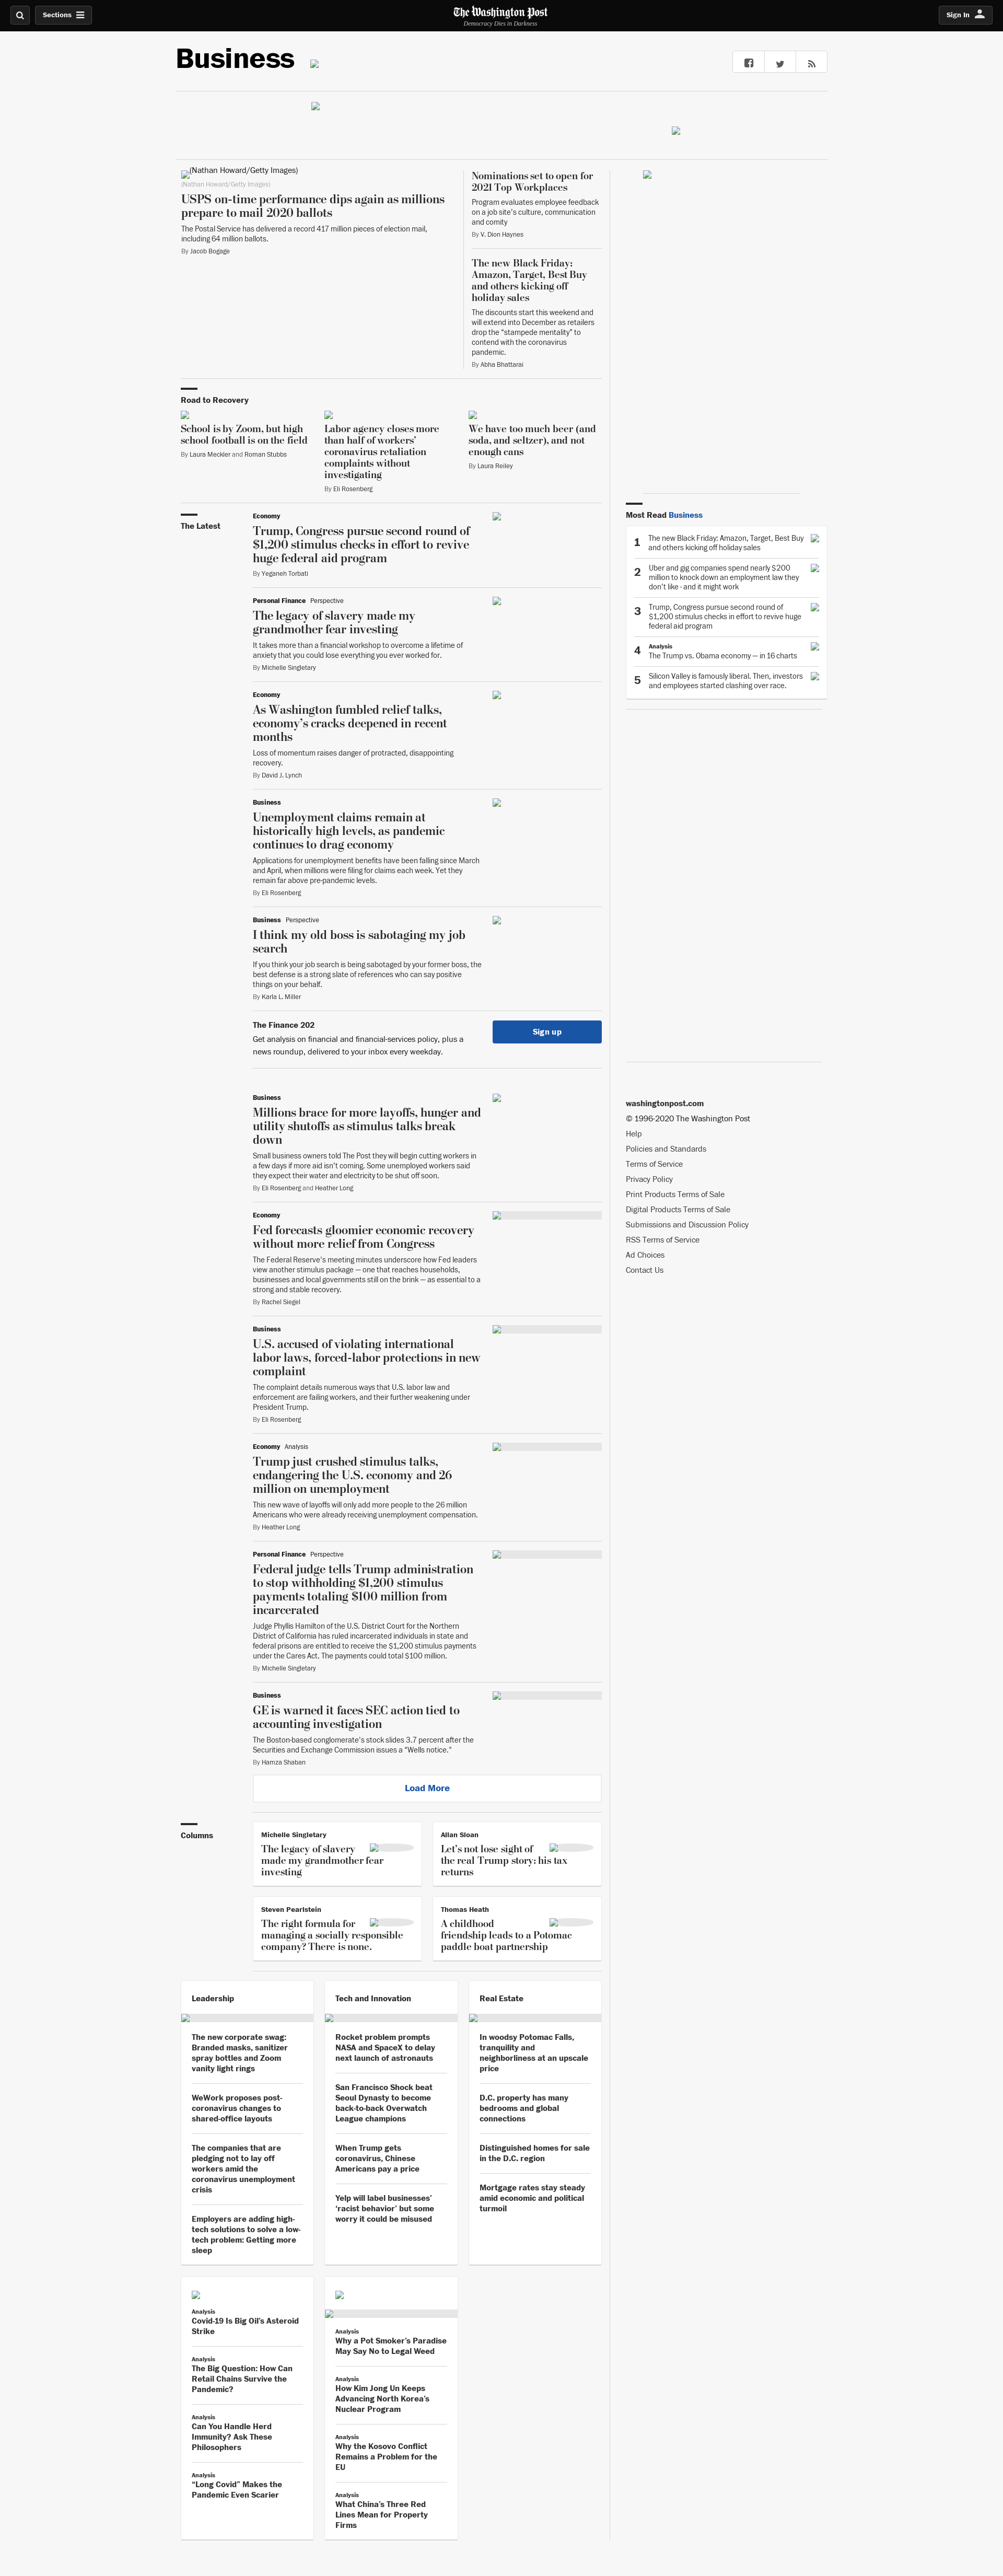 Sections
The Washington Post
Democracy Dies in Darkness
Sign In
Business
(Nathan Howard/Getty Images)
(Nathan Howard/Getty Images)
USPS on-time performance dips again as millions
prepare to mail 2020 ballots
The Postal Service has delivered a record 417 million pieces of election mail,
including 64 million ballots.
By Jacob Bogage
Nominations set to open for
2021 Top Workplaces
Program evaluates employee feedback
on a job site's culture, communication
and comity
By V. Dion Haynes
The new Black Friday:
Amazon, Target, Best Buy
and others kicking off
holiday sales
The discounts start this weekend and
will extend into December as retailers
drop the “stampede mentality” to
contend with the coronavirus
pandemic.
By Abha Bhattarai
Road to Recovery
School is by Zoom, but high
school football is on the field
By Laura Meckler and Roman Stubbs
Labor agency closes more
than half of workers’
coronavirus retaliation
complaints without
investigating
By Eli Rosenberg
We have too much beer (and
soda, and seltzer), and not
enough cans
By Laura Reiley
The Latest
Economy
Trump, Congress pursue second round of
$1,200 stimulus checks in effort to revive
huge federal aid program
By Yeganeh Torbati
Personal Finance Perspective
The legacy of slavery made my
grandmother fear investing
It takes more than a financial workshop to overcome a lifetime of
anxiety that you could lose everything you ever worked for.
By Michelle Singletary
Economy
As Washington fumbled relief talks,
economy’s cracks deepened in recent
months
Loss of momentum raises danger of protracted, disappointing
recovery.
By David J. Lynch
Business
Unemployment claims remain at
historically high levels, as pandemic
continues to drag economy
Applications for unemployment benefits have been falling since March
and April, when millions were filing for claims each week. Yet they
remain far above pre-pandemic levels.
By Eli Rosenberg
Business Perspective
I think my old boss is sabotaging my job
search
If you think your job search is being sabotaged by your former boss, the
best defense is a strong slate of references who can say positive
things on your behalf.
By Karla L. Miller
The Finance 202
Get analysis on financial and financial-services policy, plus a
news roundup, delivered to your inbox every weekday.
Sign up
Business
Millions brace for more layoffs, hunger and
utility shutoffs as stimulus talks break
down
Small business owners told The Post they will begin cutting workers in
a few days if more aid isn’t coming. Some unemployed workers said
they expect their water and electricity to be shut off soon.
By Eli Rosenberg and Heather Long
Economy
Fed forecasts gloomier economic recovery
without more relief from Congress
The Federal Reserve’s meeting minutes underscore how Fed leaders
view another stimulus package — one that reaches households,
businesses and local governments still on the brink — as essential to a
strong and stable recovery.
By Rachel Siegel
Business
U.S. accused of violating international
labor laws, forced-labor protections in new
complaint
The complaint details numerous ways that U.S. labor law and
enforcement are failing workers, and their further weakening under
President Trump.
By Eli Rosenberg
Economy Analysis
Trump just crushed stimulus talks,
endangering the U.S. economy and 26
million on unemployment
This new wave of layoffs will only add more people to the 26 million
Americans who were already receiving unemployment compensation.
By Heather Long
Personal Finance Perspective
Federal judge tells Trump administration
to stop withholding $1,200 stimulus
payments totaling $100 million from
incarcerated
Judge Phyllis Hamilton of the U.S. District Court for the Northern
District of California has ruled incarcerated individuals in state and
federal prisons are entitled to receive the $1,200 stimulus payments
under the Cares Act. The payments could total $100 million.
By Michelle Singletary
Business
GE is warned it faces SEC action tied to
accounting investigation
The Boston-based conglomerate’s stock slides 3.7 percent after the
Securities and Exchange Commission issues a “Wells notice.”
By Hamza Shaban
Load More
Most Read Business
1 The new Black Friday: Amazon, Target, Best Buy
and others kicking off holiday sales
2 Uber and gig companies spend nearly $200
million to knock down an employment law they
don’t like - and it might work
3 Trump, Congress pursue second round of
$1,200 stimulus checks in effort to revive huge
federal aid program
4 Analysis
The Trump vs. Obama economy — in 16 charts
5 Silicon Valley is famously liberal. Then, investors
and employees started clashing over race.
washingtonpost.com
© 1996-2020 The Washington Post
Help
Policies and Standards
Terms of Service
Privacy Policy
Print Products Terms of Sale
Digital Products Terms of Sale
Submissions and Discussion Policy
RSS Terms of Service
Ad Choices
Contact Us
Columns
Michelle Singletary
The legacy of slavery
made my grandmother fear
investing
Allan Sloan
Let’s not lose sight of
the real Trump story: his tax
returns
Steven Pearlstein
The right formula for
managing a socially responsible
company? There is none.
Thomas Heath
A childhood
friendship leads to a Potomac
paddle boat partnership
Leadership
The new corporate swag:
Branded masks, sanitizer
spray bottles and Zoom
vanity light rings
WeWork proposes post-
coronavirus changes to
shared-office layouts
The companies that are
pledging not to lay off
workers amid the
coronavirus unemployment
crisis
Employers are adding high-
tech solutions to solve a low-
tech problem: Getting more
sleep
Tech and Innovation
Rocket problem prompts
NASA and SpaceX to delay
next launch of astronauts
San Francisco Shock beat
Seoul Dynasty to become
back-to-back Overwatch
League champions
When Trump gets
coronavirus, Chinese
Americans pay a price
Yelp will label businesses’
‘racist behavior’ but some
worry it could be misused
Real Estate
In woodsy Potomac Falls,
tranquility and
neighborliness at an upscale
price
D.C. property has many
bedrooms and global
connections
Distinguished homes for sale
in the D.C. region
Mortgage rates stay steady
amid economic and political
turmoil
Analysis
Covid-19 Is Big Oil’s Asteroid
Strike
Analysis
The Big Question: How Can
Retail Chains Survive the
Pandemic?
Analysis
Can You Handle Herd
Immunity? Ask These
Philosophers
Analysis
“Long Covid” Makes the
Pandemic Even Scarier
Analysis
Why a Pot Smoker’s Paradise
May Say No to Legal Weed
Analysis
How Kim Jong Un Keeps
Advancing North Korea’s
Nuclear Program
Analysis
Why the Kosovo Conflict
Remains a Problem for the
EU
Analysis
What China’s Three Red
Lines Mean for Property
Firms